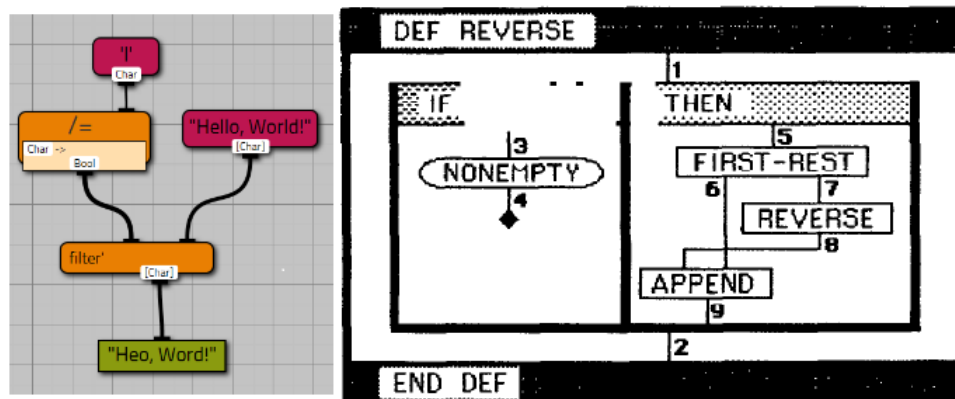 'l'
Char
/=
Char ->
Bool
"Hello, World!"
[Char]
filter'
[Char]
"Heo, Word!"
DEF REVERSE
1
IF
3
NONEMPTY
4
THEN
5
FIRST-REST
6 7
REVERSE
8
APPEND
9
2
END DEF